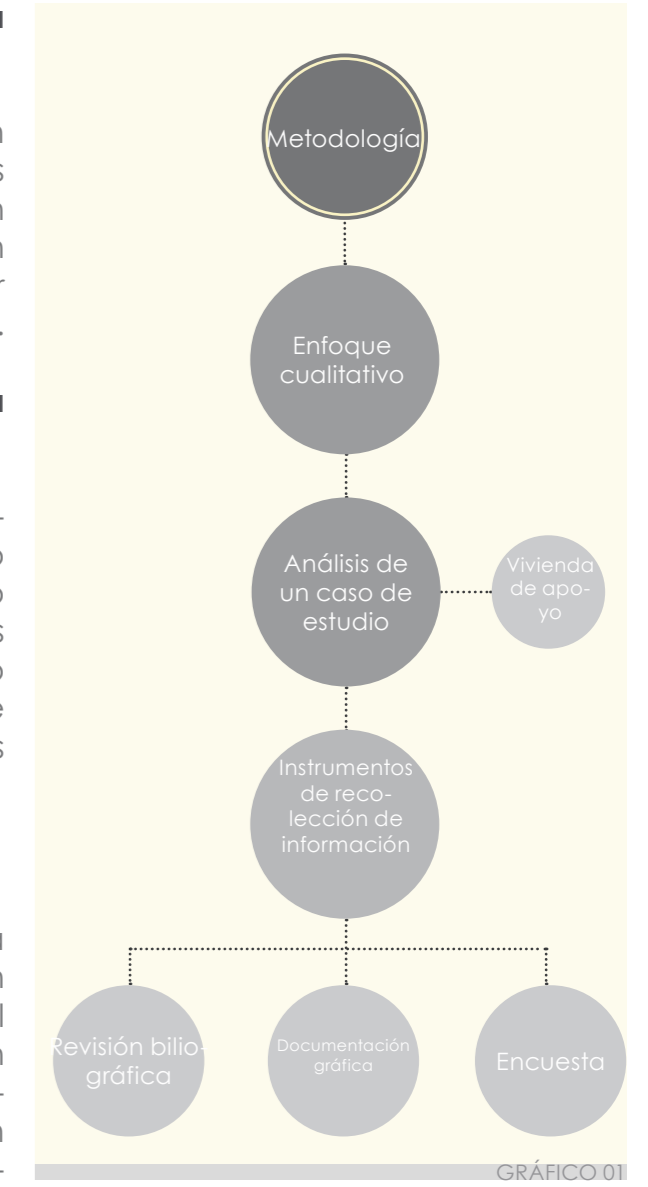 Metodología
Enfoque
cualitativo
Análisis de
un caso de
estudio
Vivienda
de apo-
yo
Instrumentos
de reco-
lección de
información
Revisión bilio-
gráfica
Documentación
gráfica
Encuesta
GRÁFICO 01